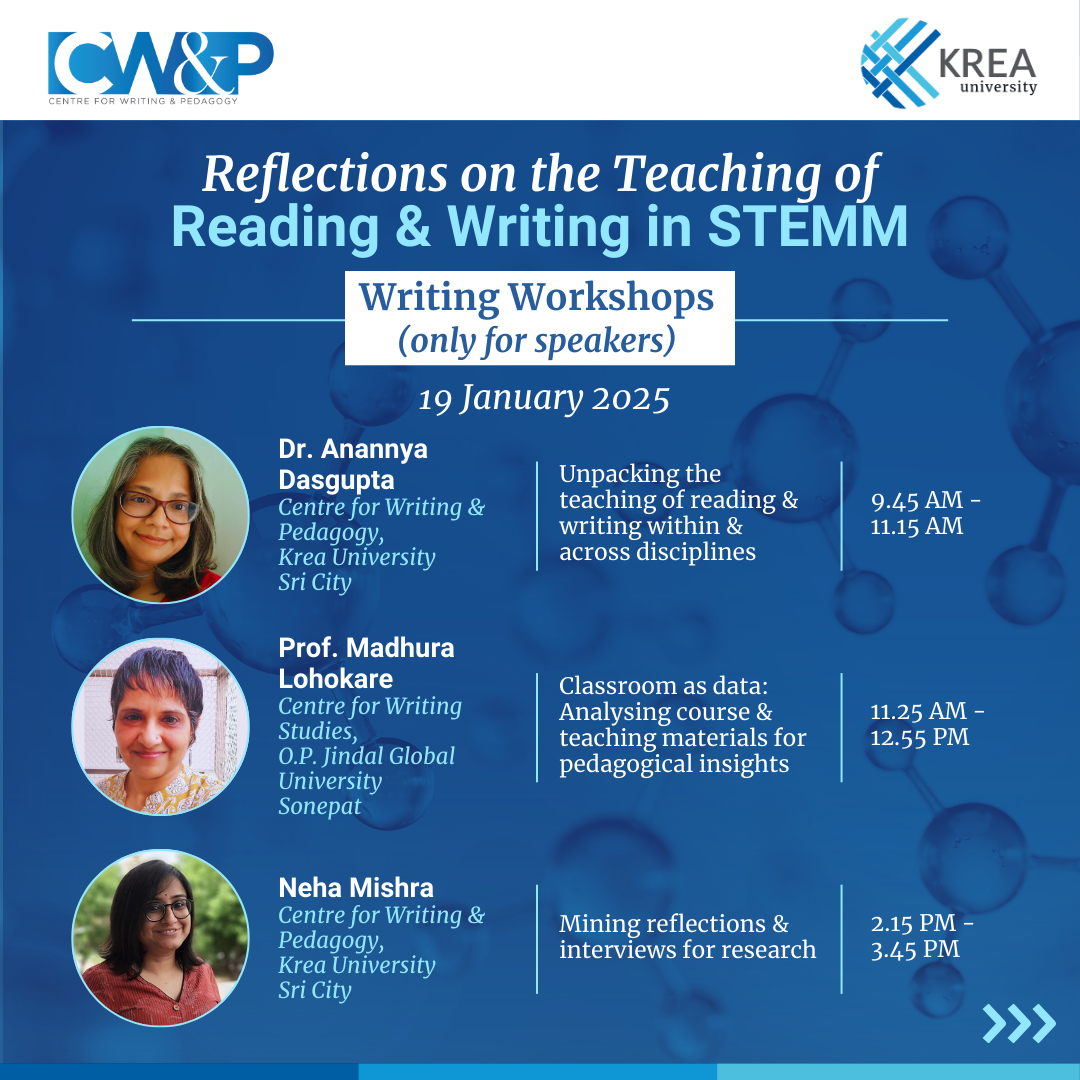 CW&P
CENTRE FOR WRITING & PEDAGOGY
KREA
university
Reflections on the Teaching of
Reading & Writing in STEMM
Writing Workshops
(only for speakers)
19 January 2025
Dr. Anannya
Dasgupta
Centre for Writing &
Pedagogy,
Krea University
Sri City
Unpacking the
teaching of reading &
writing within &
across disciplines
9.45 AM -
11.15 AM
Prof. Madhura
Lohokare
Centre for Writing
Studies,
O.P. Jindal Global
University
Sonepat
Classroom as data:
Analysing course &
teaching materials for
pedagogical insights
11.25 AM -
12.55 PM
Neha Mishra
Centre for Writing &
Pedagogy,
Krea University
Sri City
Mining reflections &
interviews for research
2.15 PM -
3.45 PM